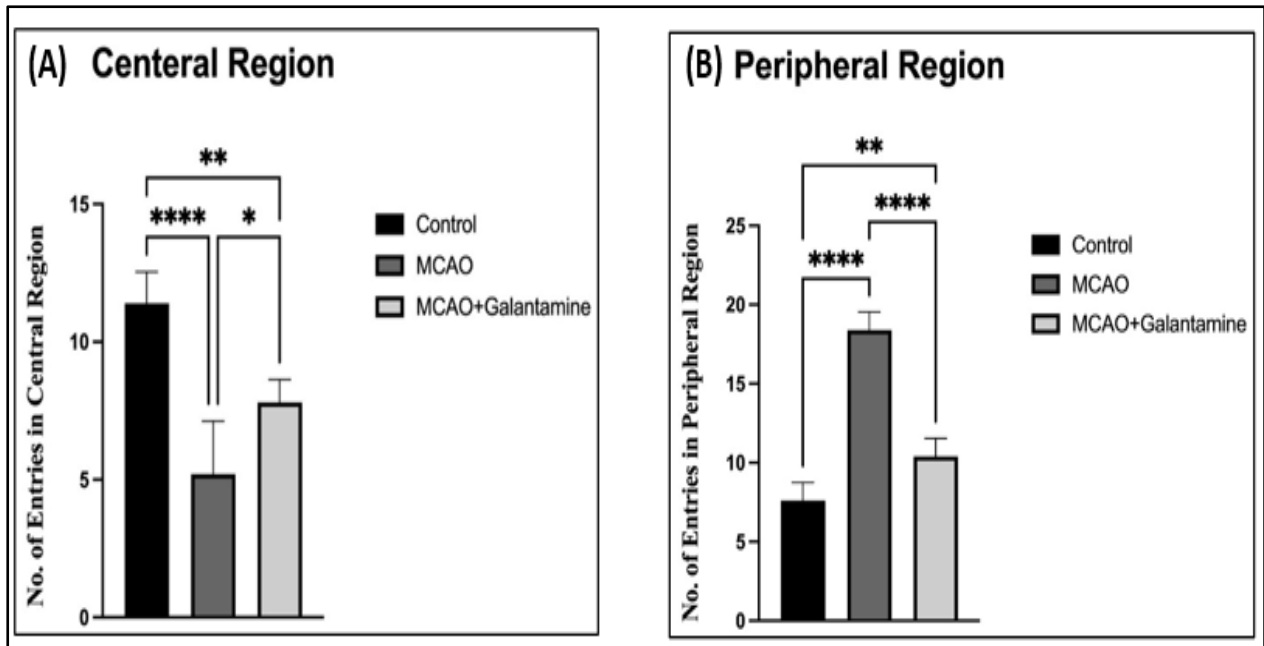 (A) Centeral Region
**
15
****
*
Control
MCAO
10
MCAO+Galantamine
5
0
No. of Entries in Central Region
(B) Peripheral Region
**
25
****
Control
****
20
MCAO
MCAO+Galantamine
15
10
5
0
No. of Entries in Peripheral Region